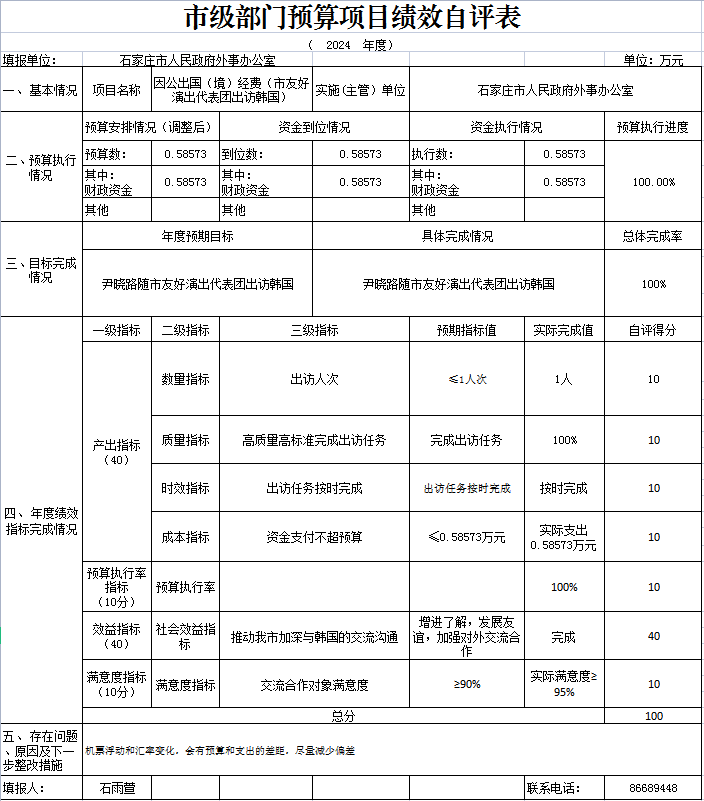 市级部门预算项目绩效自评表
（ 2024 年度）
填报单位： 石家庄市人民政府外事办公室 单位：万元
一、基本情况 项目名称 因公出国（境）经费（市友好演出代表团出访韩国） 实施(主管）单位 石家庄市人民政府外事办公室
二、预算执行情况
预算安排情况（调整后） 资金到位情况 资金执行情况 预算执行进度
预算数： 0.58573 到位数： 0.58573 执行数： 0.58573 100.00%
其中：财政资金 0.58573 其中：财政资金 0.58573 其中：财政资金 0.58573
其他 其他 其他
三、目标完成情况
年度预期目标 具体完成情况 总体完成率
尹晓路随市友好演出代表团出访韩国 尹晓路随市友好演出代表团出访韩国 100%
四、年度绩效指标完成情况
一级指标 二级指标 三级指标 预期指标值 实际完成值 自评得分
产出指标（40） 数量指标 出访人次 ≤1人次 1人 10
质量指标 高质量高标准完成出访任务 完成出访任务 100% 10
时效指标 出访任务按时完成 出访任务按时完成 按时完成 10
成本指标 资金支付不超预算 ≤0.58573万元 实际支出0.58573万元 10
预算执行率指标（10分） 预算执行率 100% 10
效益指标（40） 社会效益指标 推动我市加深与韩国的交流沟通 增进了解，发展友谊，加强对外交流合作 完成 40
满意度指标（10分） 满意度指标 交流合作对象满意度 ≥90% 实际满意度≥95% 10
总分 100
五、存在问题、原因及下一步整改措施 机票浮动和汇率变化，会有预算和支出的差距，尽量减少偏差
填报人： 石雨萱 联系电话： 86689448